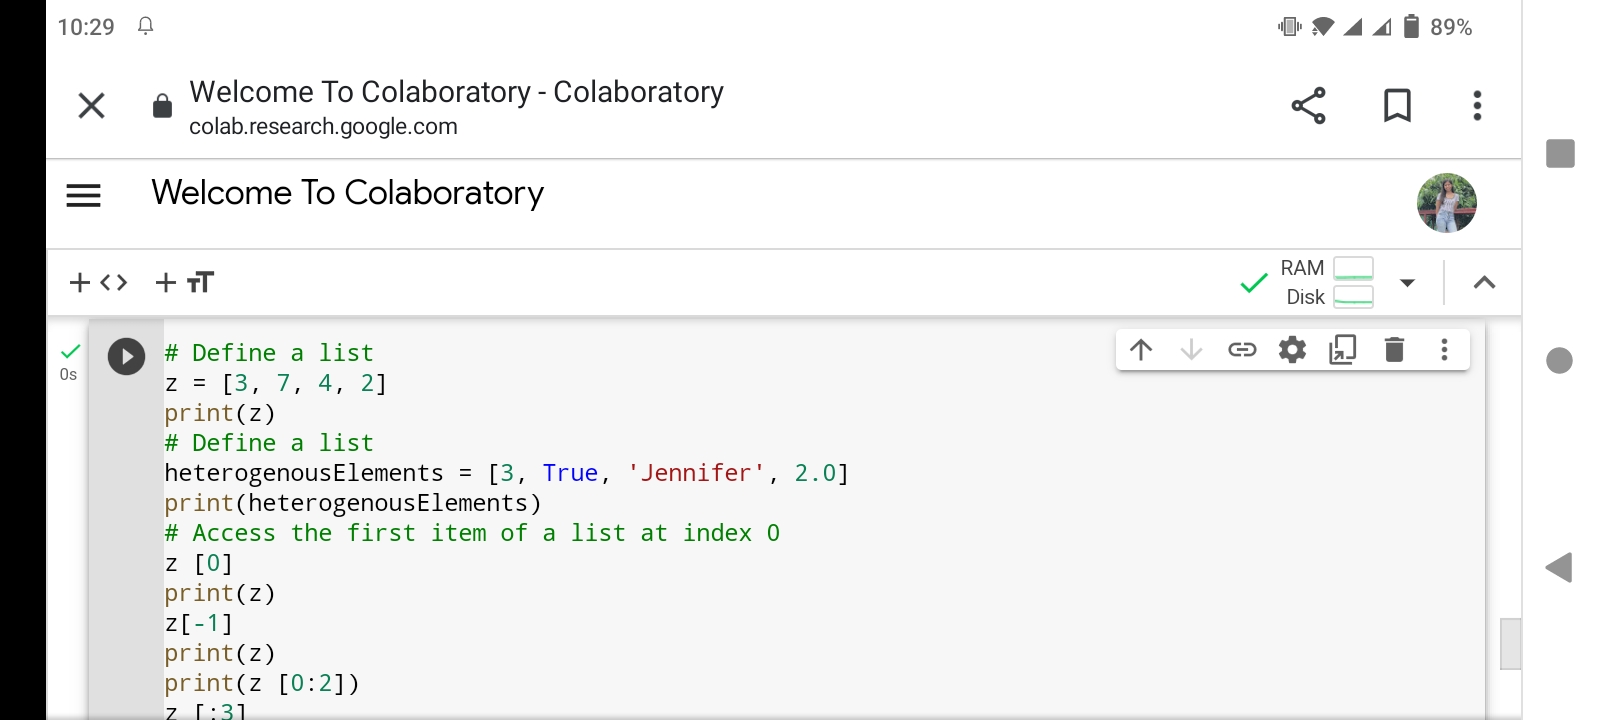 10:29
89%
Welcome To Colaboratory - Colaboratory
colab.research.google.com
Welcome To Colaboratory
RAM
Disk
0s
# Define a list
z = [3, 7, 4, 2]
print(z)
# Define a list
heterogenousElements = [3, True, 'Jennifer', 2.0]
print(heterogenousElements)
# Access the first item of a list at index 0
z [0]
print(z)
z[-1]
print(z)
print(z [0:2])
z [:3]